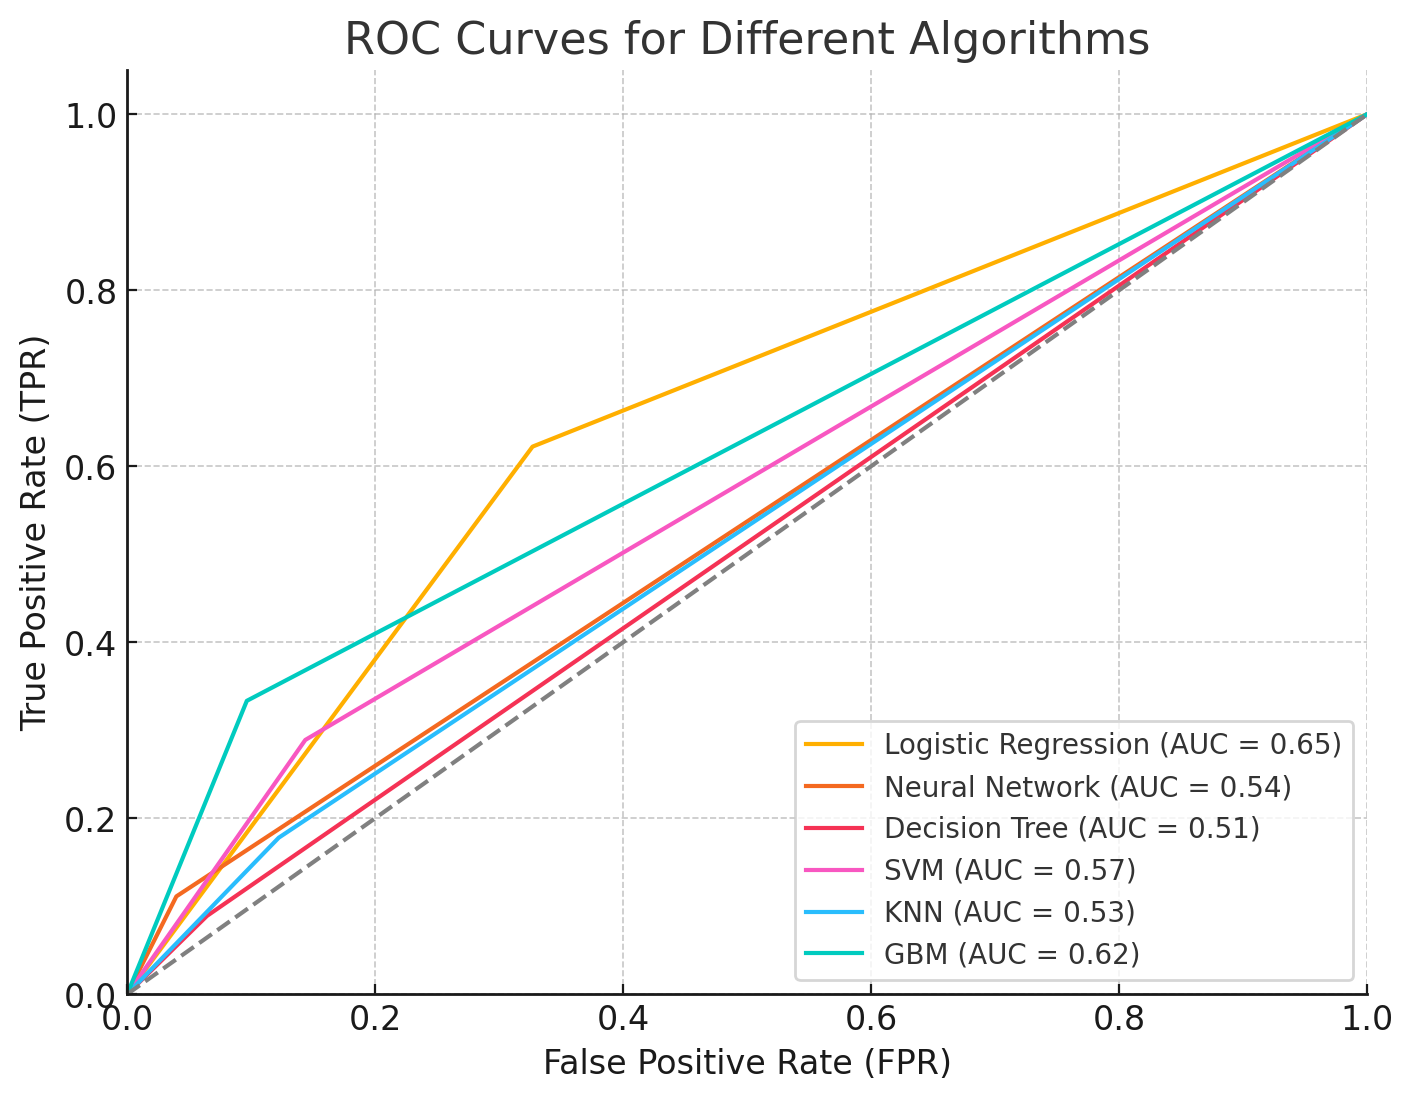 ROC Curves for Different Algorithms
True Positive Rate (TPR)
1.0
0.8
0.6
0.4
0.2
0.0
Logistic Regression (AUC = 0.65)
Neural Network (AUC = 0.54)
Decision Tree (AUC = 0.51)
SVM (AUC = 0.57)
KNN (AUC = 0.53)
GBM (AUC = 0.62)
0.0 0.2 0.4 0.6 0.8 1.0
False Positive Rate (FPR)